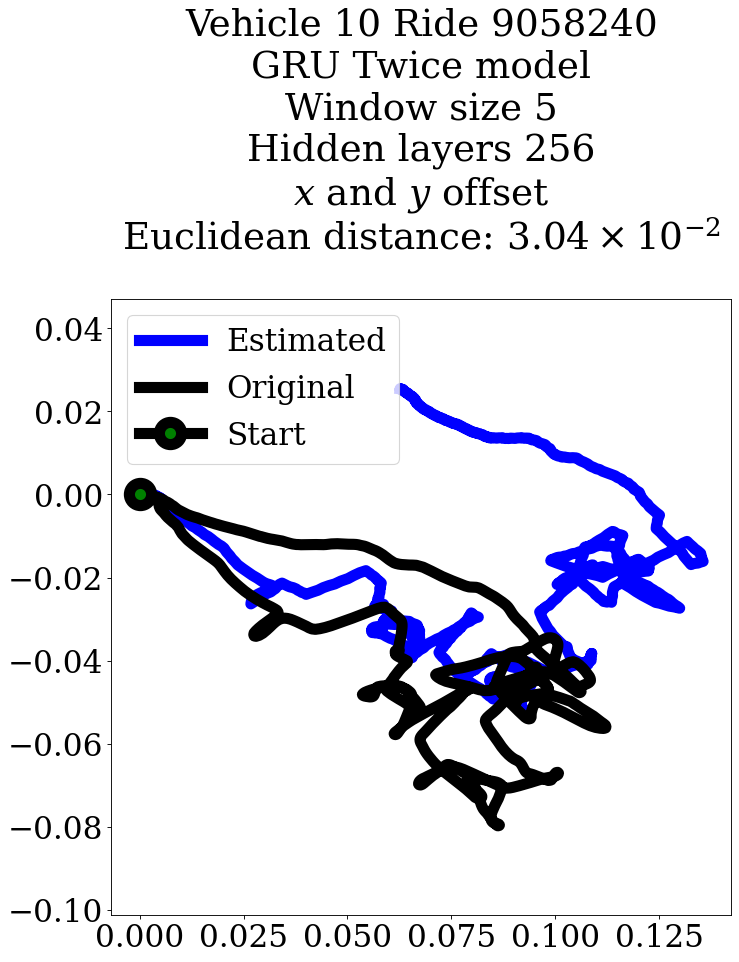 Vehicle 10 Ride 9058240
GRU Twice model
Window size 5
Hidden layers 256
x and y offset
Euclidean distance: 3.04 × 10⁻²
Estimated
Original
Start
0.04
0.02
0.00
−0.02
−0.04
−0.06
−0.08
−0.10
0.000 0.025 0.050 0.075 0.100 0.125